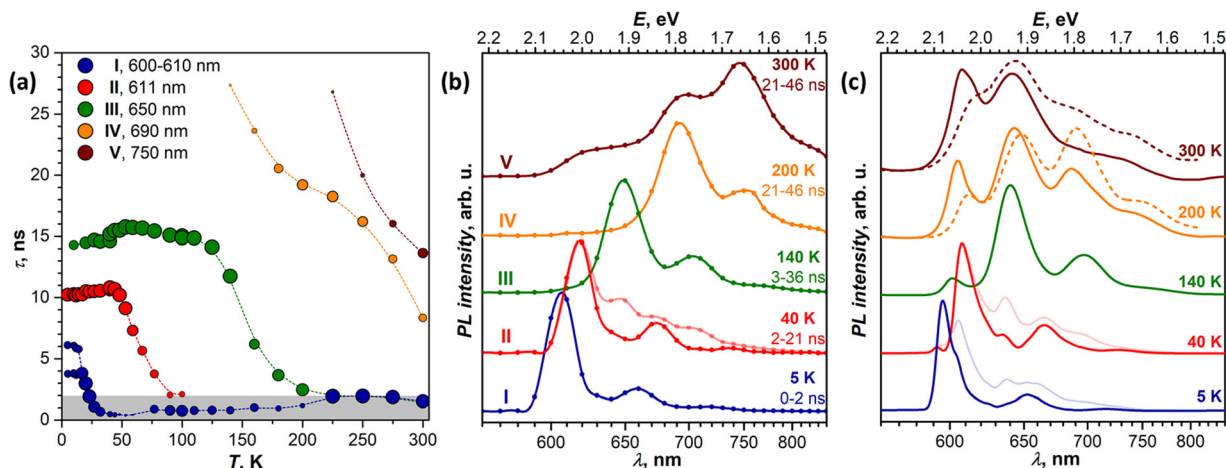 (a)
τ, ns
30
25
20
15
10
5
0
I, 600-610 nm
II, 611 nm
III, 650 nm
IV, 690 nm
V, 750 nm
0 50 100 150 200 250 300
T, K
(b)
E, eV
2.2 2.1 2.0 1.9 1.8 1.7 1.6 1.5
PL intensity, arb. u.
300 K
21-46 ns
V
200 K
21-46 ns
IV
140 K
3-36 ns
III
40 K
2-21 ns
II
5 K
0-2 ns
I
600 650 700 750 800
λ, nm
(c)
E, eV
2.2 2.1 2.0 1.9 1.8 1.7 1.6 1.5
PL intensity, arb. u.
300 K
200 K
140 K
40 K
5 K
600 650 700 750 800
λ, nm